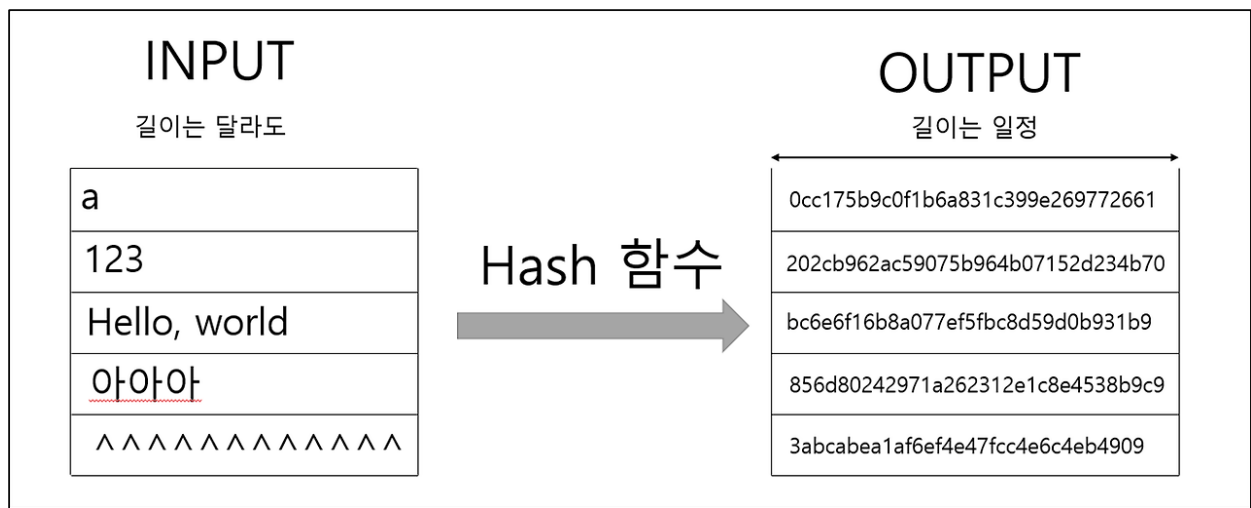 INPUT
길이는 달라도
a
123
Hello, world
아아아
^^^^^^^^^^^^
Hash 함수
OUTPUT
길이는 일정
0cc175b9c0f1b6a831c399e269772661
202cb962ac59075b964b07152d234b70
bc6e6f16b8a077ef5fbc8d59d0b931b9
856d80242971a262312e1c8e4538b9c9
3abcabea1af6ef4e47fcc4e6c4eb4909